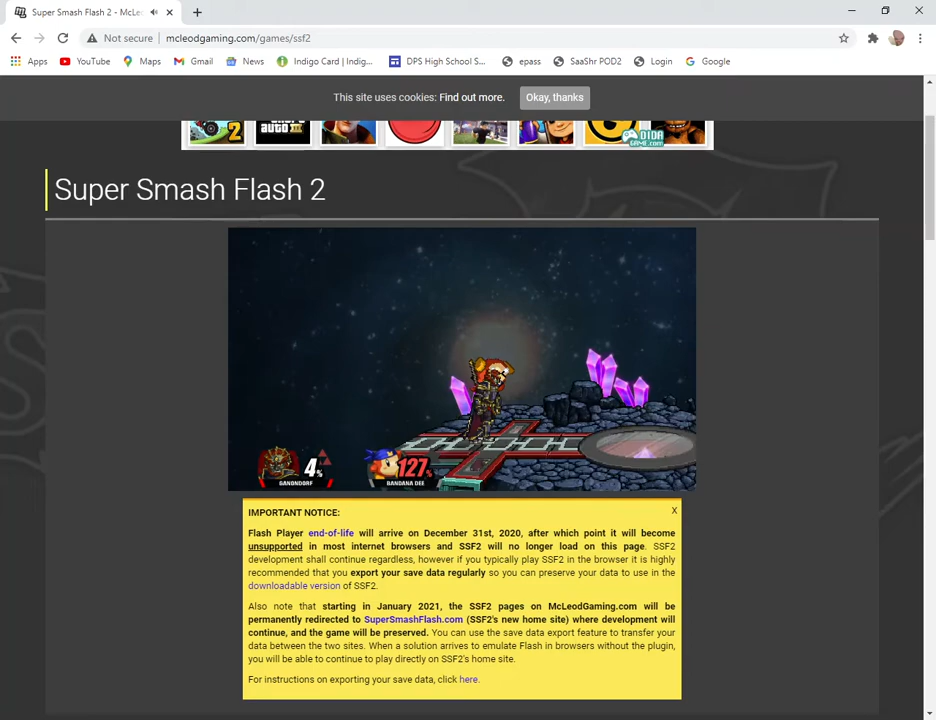 Super Smash Flash 2 - McLe
Not secure mcleodgaming.com/games/ssf2
Apps YouTube Maps Gmail News Indigo Card | Indig... DPS High School S... epass SaaShr POD2 Login Google
This site uses cookies: Find out more. Okay, thanks
2 III DIDA
GAME.com
Super Smash Flash 2
4% 127%
GANONDORF BANDANA DEE
IMPORTANT NOTICE: X
Flash Player end-of-life will arrive on December 31st, 2020, after which point it will become
unsupported in most internet browsers and SSF2 will no longer load on this page. SSF2
development shall continue regardless, however if you typically play SSF2 in the browser it is highly
recommended that you export your save data regularly so you can preserve your data to use in the
downloadable version of SSF2.
Also note that starting in January 2021, the SSF2 pages on McLeodGaming.com will be
permanently redirected to SuperSmashFlash.com (SSF2's new home site) where development will
continue, and the game will be preserved. You can use the save data export feature to transfer your
data between the two sites. When a solution arrives to emulate Flash in browsers without the plugin,
you will be able to continue to play directly on SSF2's home site.
For instructions on exporting your save data, click here.